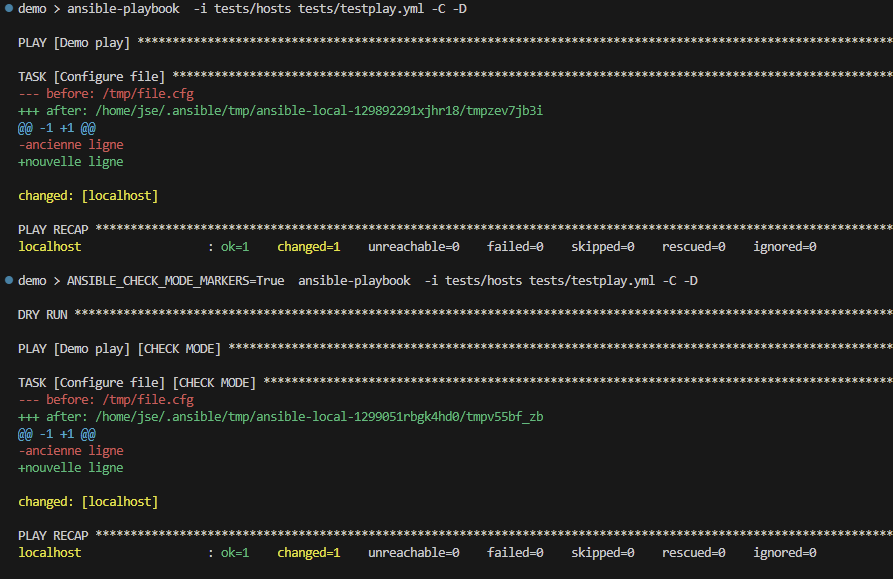 demo > ansible-playbook  -i tests/hosts tests/testplay.yml -C -D
PLAY [Demo play] ************************************************************************************************************
TASK [Configure file] *******************************************************************************************************
--- before: /tmp/file.cfg
+++ after: /home/jse/.ansible/tmp/ansible-local-129892291xjhr18/tmpzev7jb3i
@@ -1 +1 @@
-ancienne ligne
+nouvelle ligne
changed: [localhost]
PLAY RECAP ******************************************************************************************************************
localhost                  : ok=1    changed=1    unreachable=0    failed=0    skipped=0    rescued=0    ignored=0
demo > ANSIBLE_CHECK_MODE_MARKERS=True  ansible-playbook  -i tests/hosts tests/testplay.yml -C -D
DRY RUN *********************************************************************************************************************
PLAY [Demo play] [CHECK MODE] ***********************************************************************************************
TASK [Configure file] [CHECK MODE] ******************************************************************************************
--- before: /tmp/file.cfg
+++ after: /home/jse/.ansible/tmp/ansible-local-1299051rbgk4hd0/tmpv55bf_zb
@@ -1 +1 @@
-ancienne ligne
+nouvelle ligne
changed: [localhost]
PLAY RECAP ******************************************************************************************************************
localhost                  : ok=1    changed=1    unreachable=0    failed=0    skipped=0    rescued=0    ignored=0